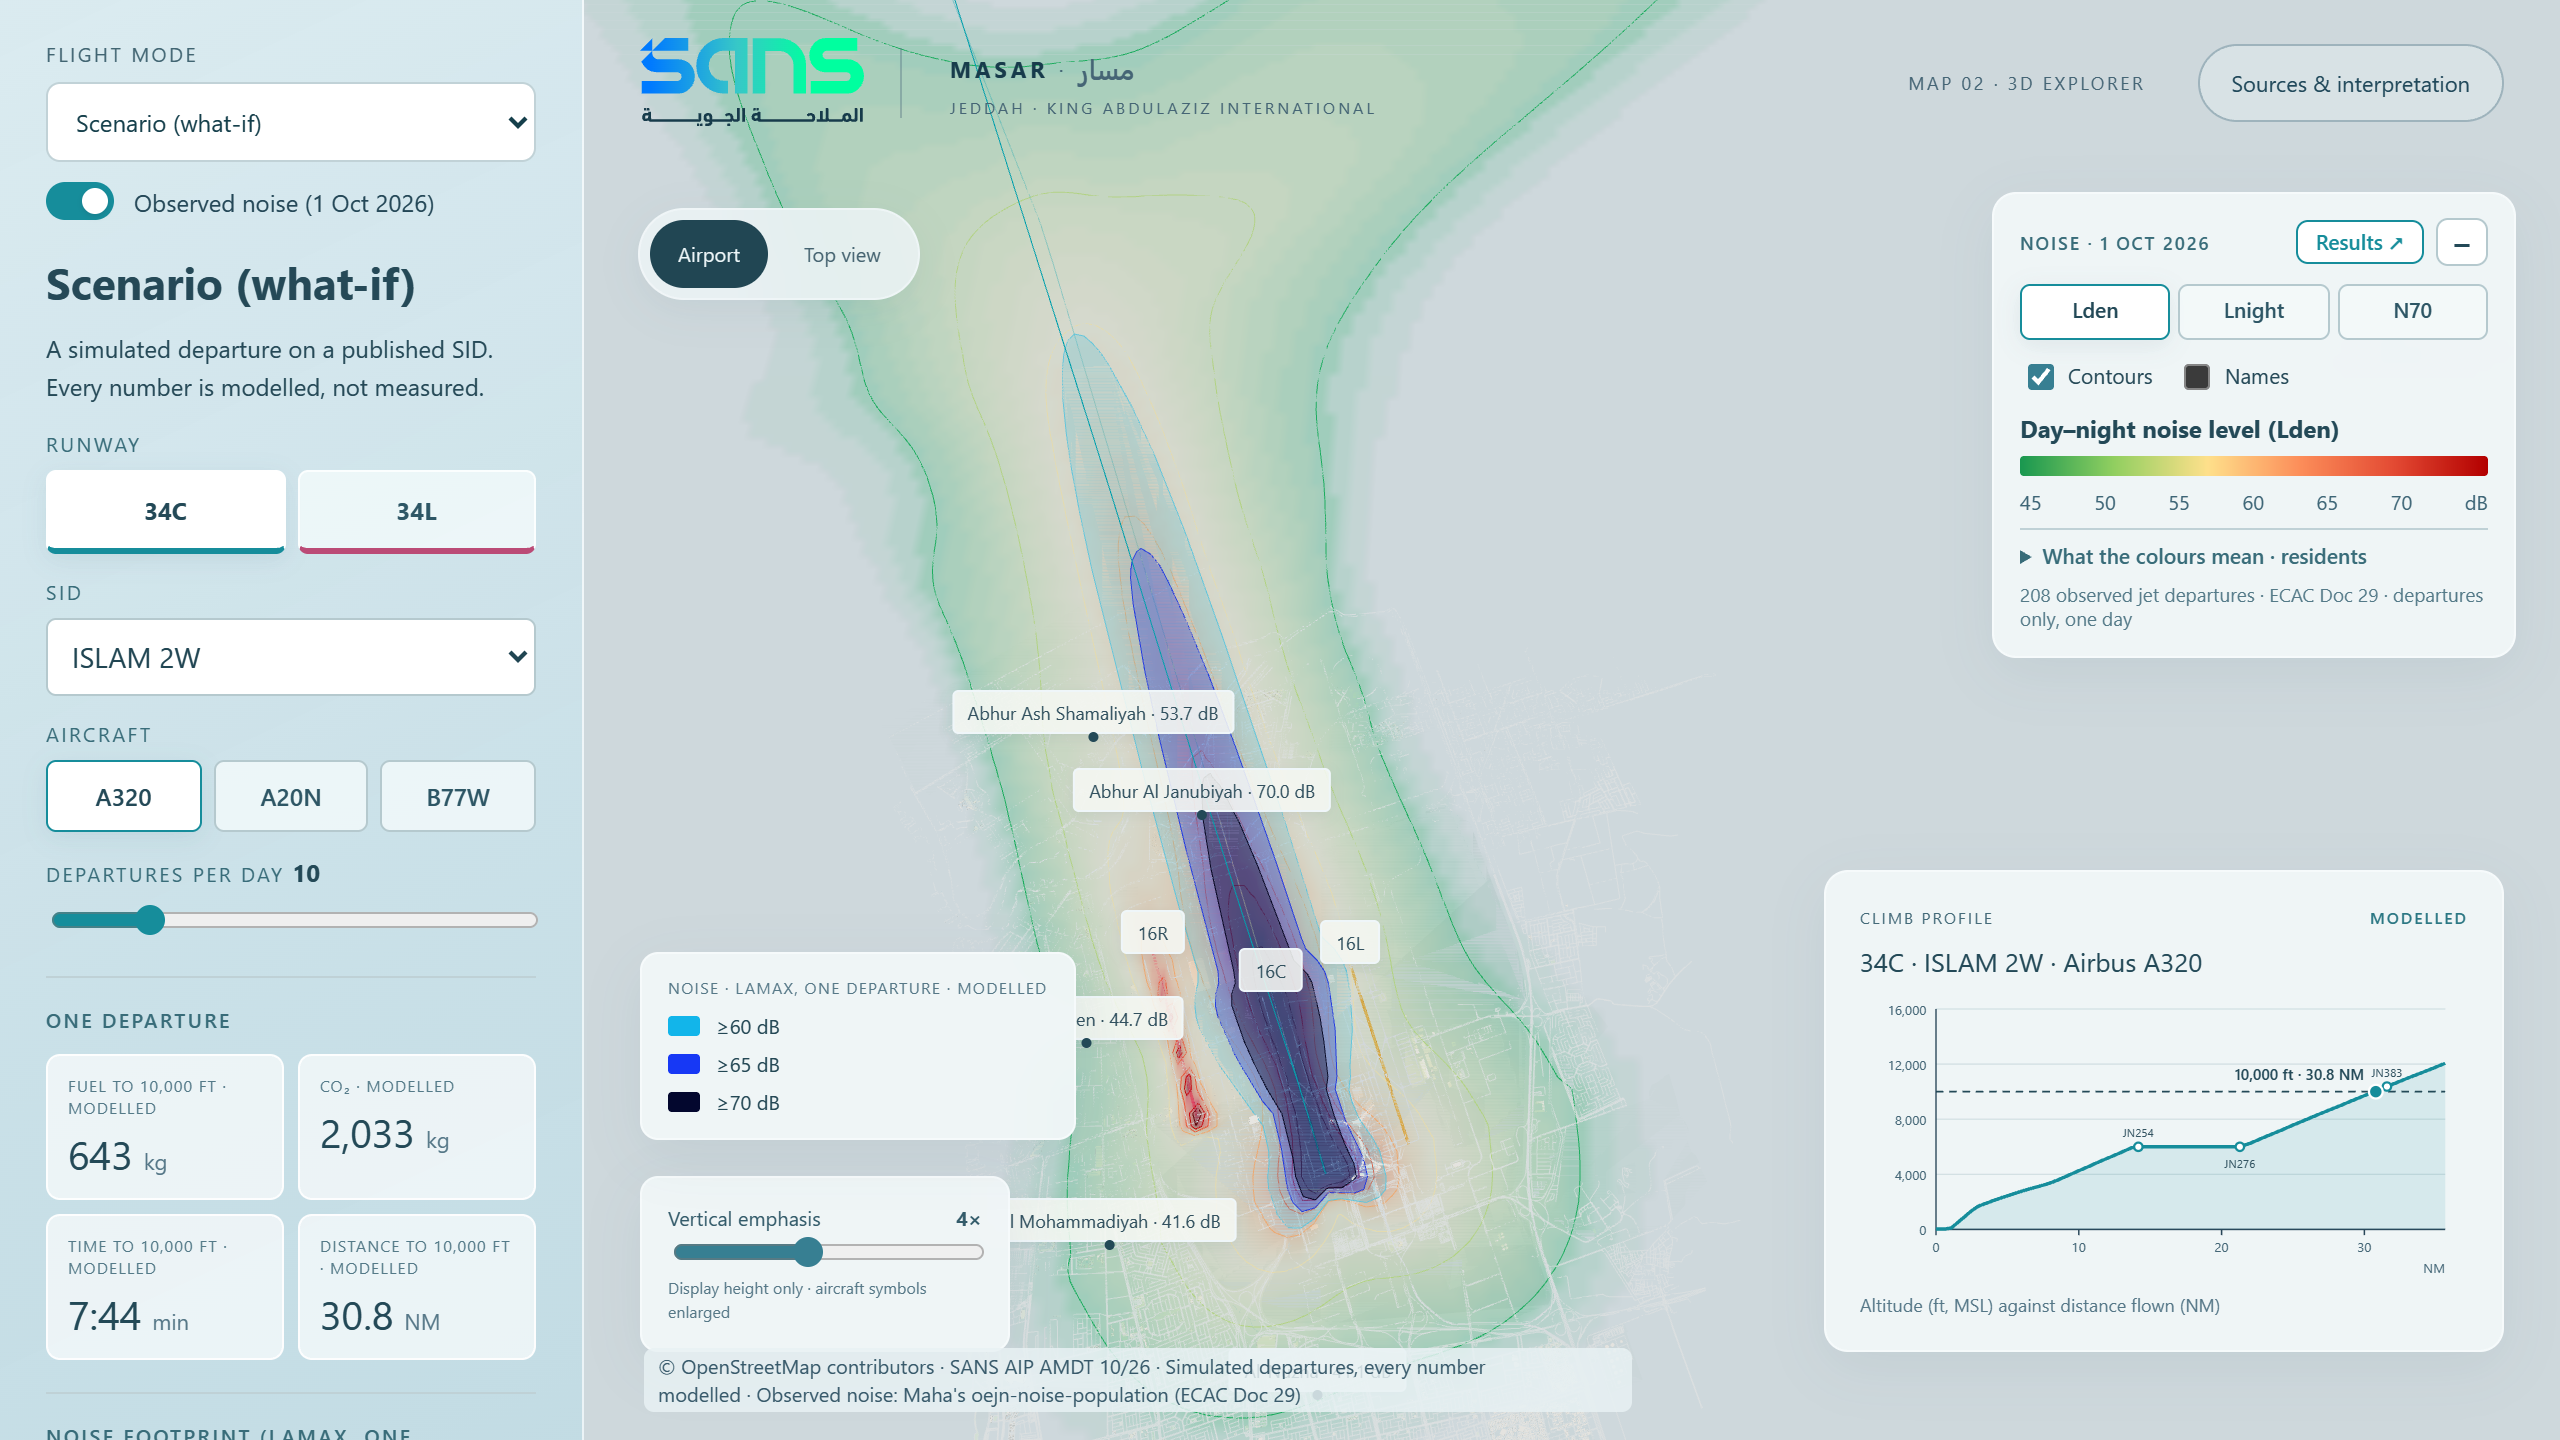 FLIGHT MODE
Scenario (what-if)
Observed noise (1 Oct 2026)
Scenario (what-if)
A simulated departure on a published SID.
Every number is modelled, not measured.
RUNWAY
34C
34L
SID
ISLAM 2W
AIRCRAFT
A320
A20N
B77W
DEPARTURES PER DAY 10
ONE DEPARTURE
FUEL TO 10,000 FT ·
MODELLED
643 kg
CO₂ · MODELLED
2,033 kg
TIME TO 10,000 FT ·
MODELLED
7:44 min
DISTANCE TO 10,000 FT
· MODELLED
30.8 NM
NOISE FOOTPRINT (LAMAX, ONE
sans
الملاحة الجوية
MASAR · مسار
JEDDAH · KING ABDULAZIZ INTERNATIONAL
MAP 02 · 3D EXPLORER
Sources & interpretation
Airport
Top view
NOISE · 1 OCT 2026
Results ↗
–
Lden
Lnight
N70
Contours
Names
Day–night noise level (Lden)
45 50 55 60 65 70 dB
▶ What the colours mean · residents
208 observed jet departures · ECAC Doc 29 · departures
only, one day
Abhur Ash Shamaliyah · 53.7 dB
Abhur Al Janubiyah · 70.0 dB
16R
16L
16C
en · 44.7 dB
l Mohammadiyah · 41.6 dB
NOISE · LAMAX, ONE DEPARTURE · MODELLED
≥60 dB
≥65 dB
≥70 dB
Vertical emphasis 4×
Display height only · aircraft symbols
enlarged
© OpenStreetMap contributors · SANS AIP AMDT 10/26 · Simulated departures, every number
modelled · Observed noise: Maha's oejn-noise-population (ECAC Doc 29)
CLIMB PROFILE
MODELLED
34C · ISLAM 2W · Airbus A320
16,000
12,000
8,000
4,000
0
10,000 ft · 30.8 NM
JN383
JN254
JN276
0 10 20 30
NM
Altitude (ft, MSL) against distance flown (NM)